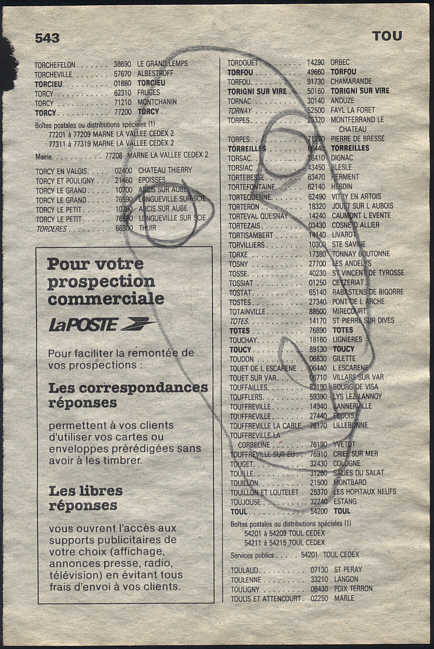 543
TOU
TORCHEFELON 38690 LE GRAND LEMPS
TORCHEVILLE 57670 ALBESTROFF
TORCIEU 01680 TORCIEU
TORCY 62310 FRUGES
TORCY 71210 MONTCHANIN
TORCY 77200 TORCY
Boîtes postales ou distributions spéciales (1)
77201 à 77209 MARNE LA VALLEE CEDEX 2
77311 à 77319 MARNE LA VALLEE CEDEX 2
Mairie 77208 MARNE LA VALLEE CEDEX 2
TORCY EN VALOIS 02400 CHATEAU THIERRY
TORCY ET POULIGNY 21460 EPOISSES
TORCY LE GRAND 10700 ARCIS SUR AUBE
TORCY LE GRAND 76590 LONGUEVILLE SUR SCIE
TORCY LE PETIT 10700 ARCIS SUR AUBE
TORCY LE PETIT 76590 LONGUEVILLE SUR SCIE
TORDERES 66300 THUIR
Pour votre
prospection
commerciale
LA POSTE
Pour faciliter la remontée de
vos prospections :
Les correspondances
réponses
permettent à vos clients
d'utiliser vos cartes ou
enveloppes prérédigées sans
avoir à les timbrer.
Les libres
réponses
vous ouvrent l'accès aux
supports publicitaires de
votre choix (affichage,
annonces presse, radio,
télévision) en évitant tous
frais d'envoi à vos clients.
TORDOUET 14290 ORBEC
TORFOU 49660 TORFOU
TORFOU 91730 CHAMARANDE
TORIGNI SUR VIRE 50160 TORIGNI SUR VIRE
TORNAC 30140 ANDUZE
TORNAY 52500 FAYL LA FORET
TORPES 25320 MONTFERRAND LE
CHATEAU
TORPES 71270 PIERRE DE BRESSE
TORREILLES 66440 TORREILLES
TORSAC 16410 DIGNAC
TORSIAC 43450 LESLE
TORTEBESSE 63470 HERMENT
TORTEFONTAINE 62140 HESDIN
TORTEQUENNE 62490 VITRY EN ARTOIS
TORTERON 18320 JOUET SUR L AUBOIS
TORTEVAL QUESNAY 14240 CAUMONT L EVENTE
TORTEZAIS 03430 COSNE ALLIER
TORTISAMBERT 14140 LIVAROT
TORVILLIERS 10300 STE SAVINE
TORXE 17380 TONNAY BOUTONNE
TOSNY 27700 LES ANDELYS
TOSSE 40230 ST VINCENT DE TYROSSE
TOSSIAT 01250 CEYZERIAT
TOSTAT 65140 RABASTENS DE BIGORRE
TOSTES 27340 PONT DE L ARCHE
TOTAINVILLE 88500 MIRECOURT
TOTES 14170 ST PIERRE SUR DIVES
TOTES 76890 TOTES
TOUCHAY 18160 LIGNIERES
TOUCY 89130 TOUCY
TOUDON 06830 GILETTE
TOUET DE L ESCARENE 06440 L ESCARENE
TOUET SUR VAR 06710 VILLARS SUR VAR
TOUFFAILLES 82190 BOURG DE VISA
TOUFFLERS 59390 LYS LEZ LANNOY
TOUFFREVILLE 14940 SANNERVILLE
TOUFFREVILLE 27440
TOUFFREVILLE LA CABLE 76170 LILLEBONNE
TOUFFREVILLE LA
CORBELINE 76190 YVETOT
TOUFFREVILLE SUR EU 76910 CRIEL SUR MER
TOUGET 32430 COLOGNE
TOUILLE 31260 SALIES DU SALAT
TOUILLON 21500 MONTBARD
TOUILLON ET LOUTELET 25370 LES HOPITAUX NEUFS
TOUJOUSE 32240 ESTANG
TOUL 54200 TOUL
Boîtes postales ou distributions spéciales (1)
54201 à 54209 TOUL CEDEX
54211 à 54215 TOUL CEDEX
Services publics 54201 TOUL CEDEX
TOULAUD 07130 ST PERAY
TOULENNE 33210 LANGON
TOULIGNY 08430 POIX TERRON
TOULIS ET ATTENCOURT 02250 MARLE